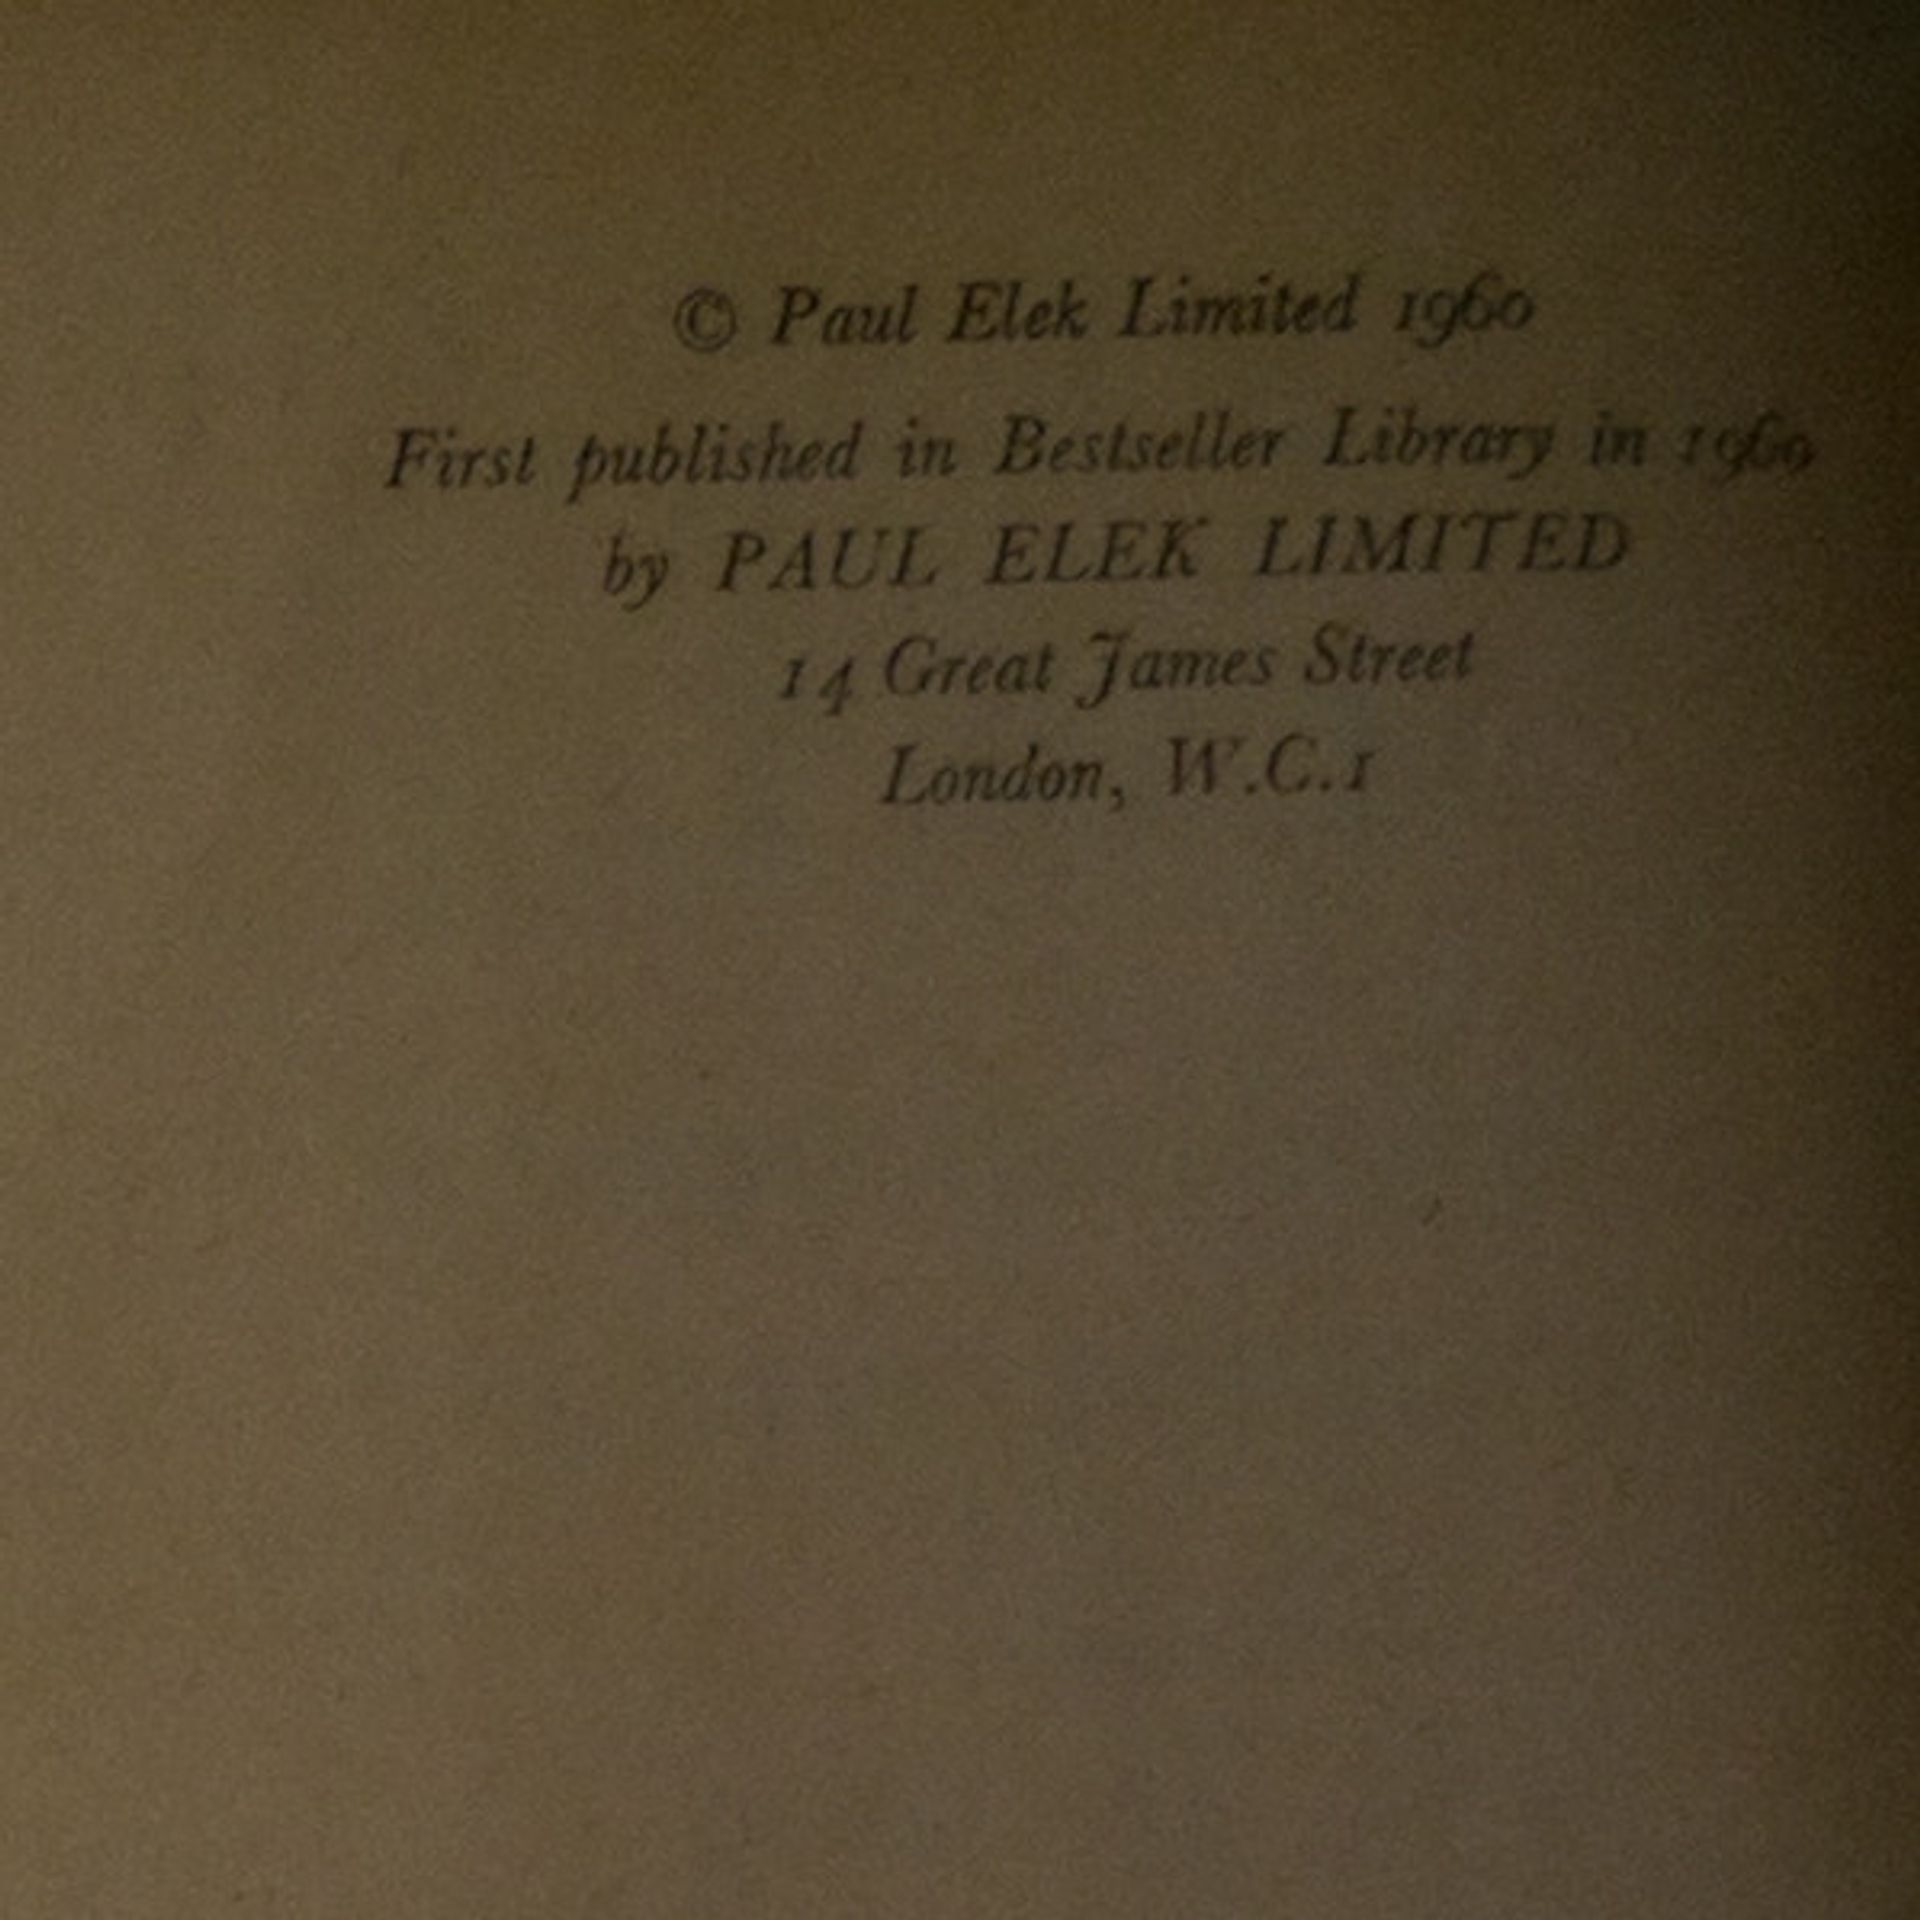 © Paul Elek Limited 1960
First published in Bestseller Library in 1960
by PAUL ELEK LIMITED
14 Great James Street
London, W.C.1